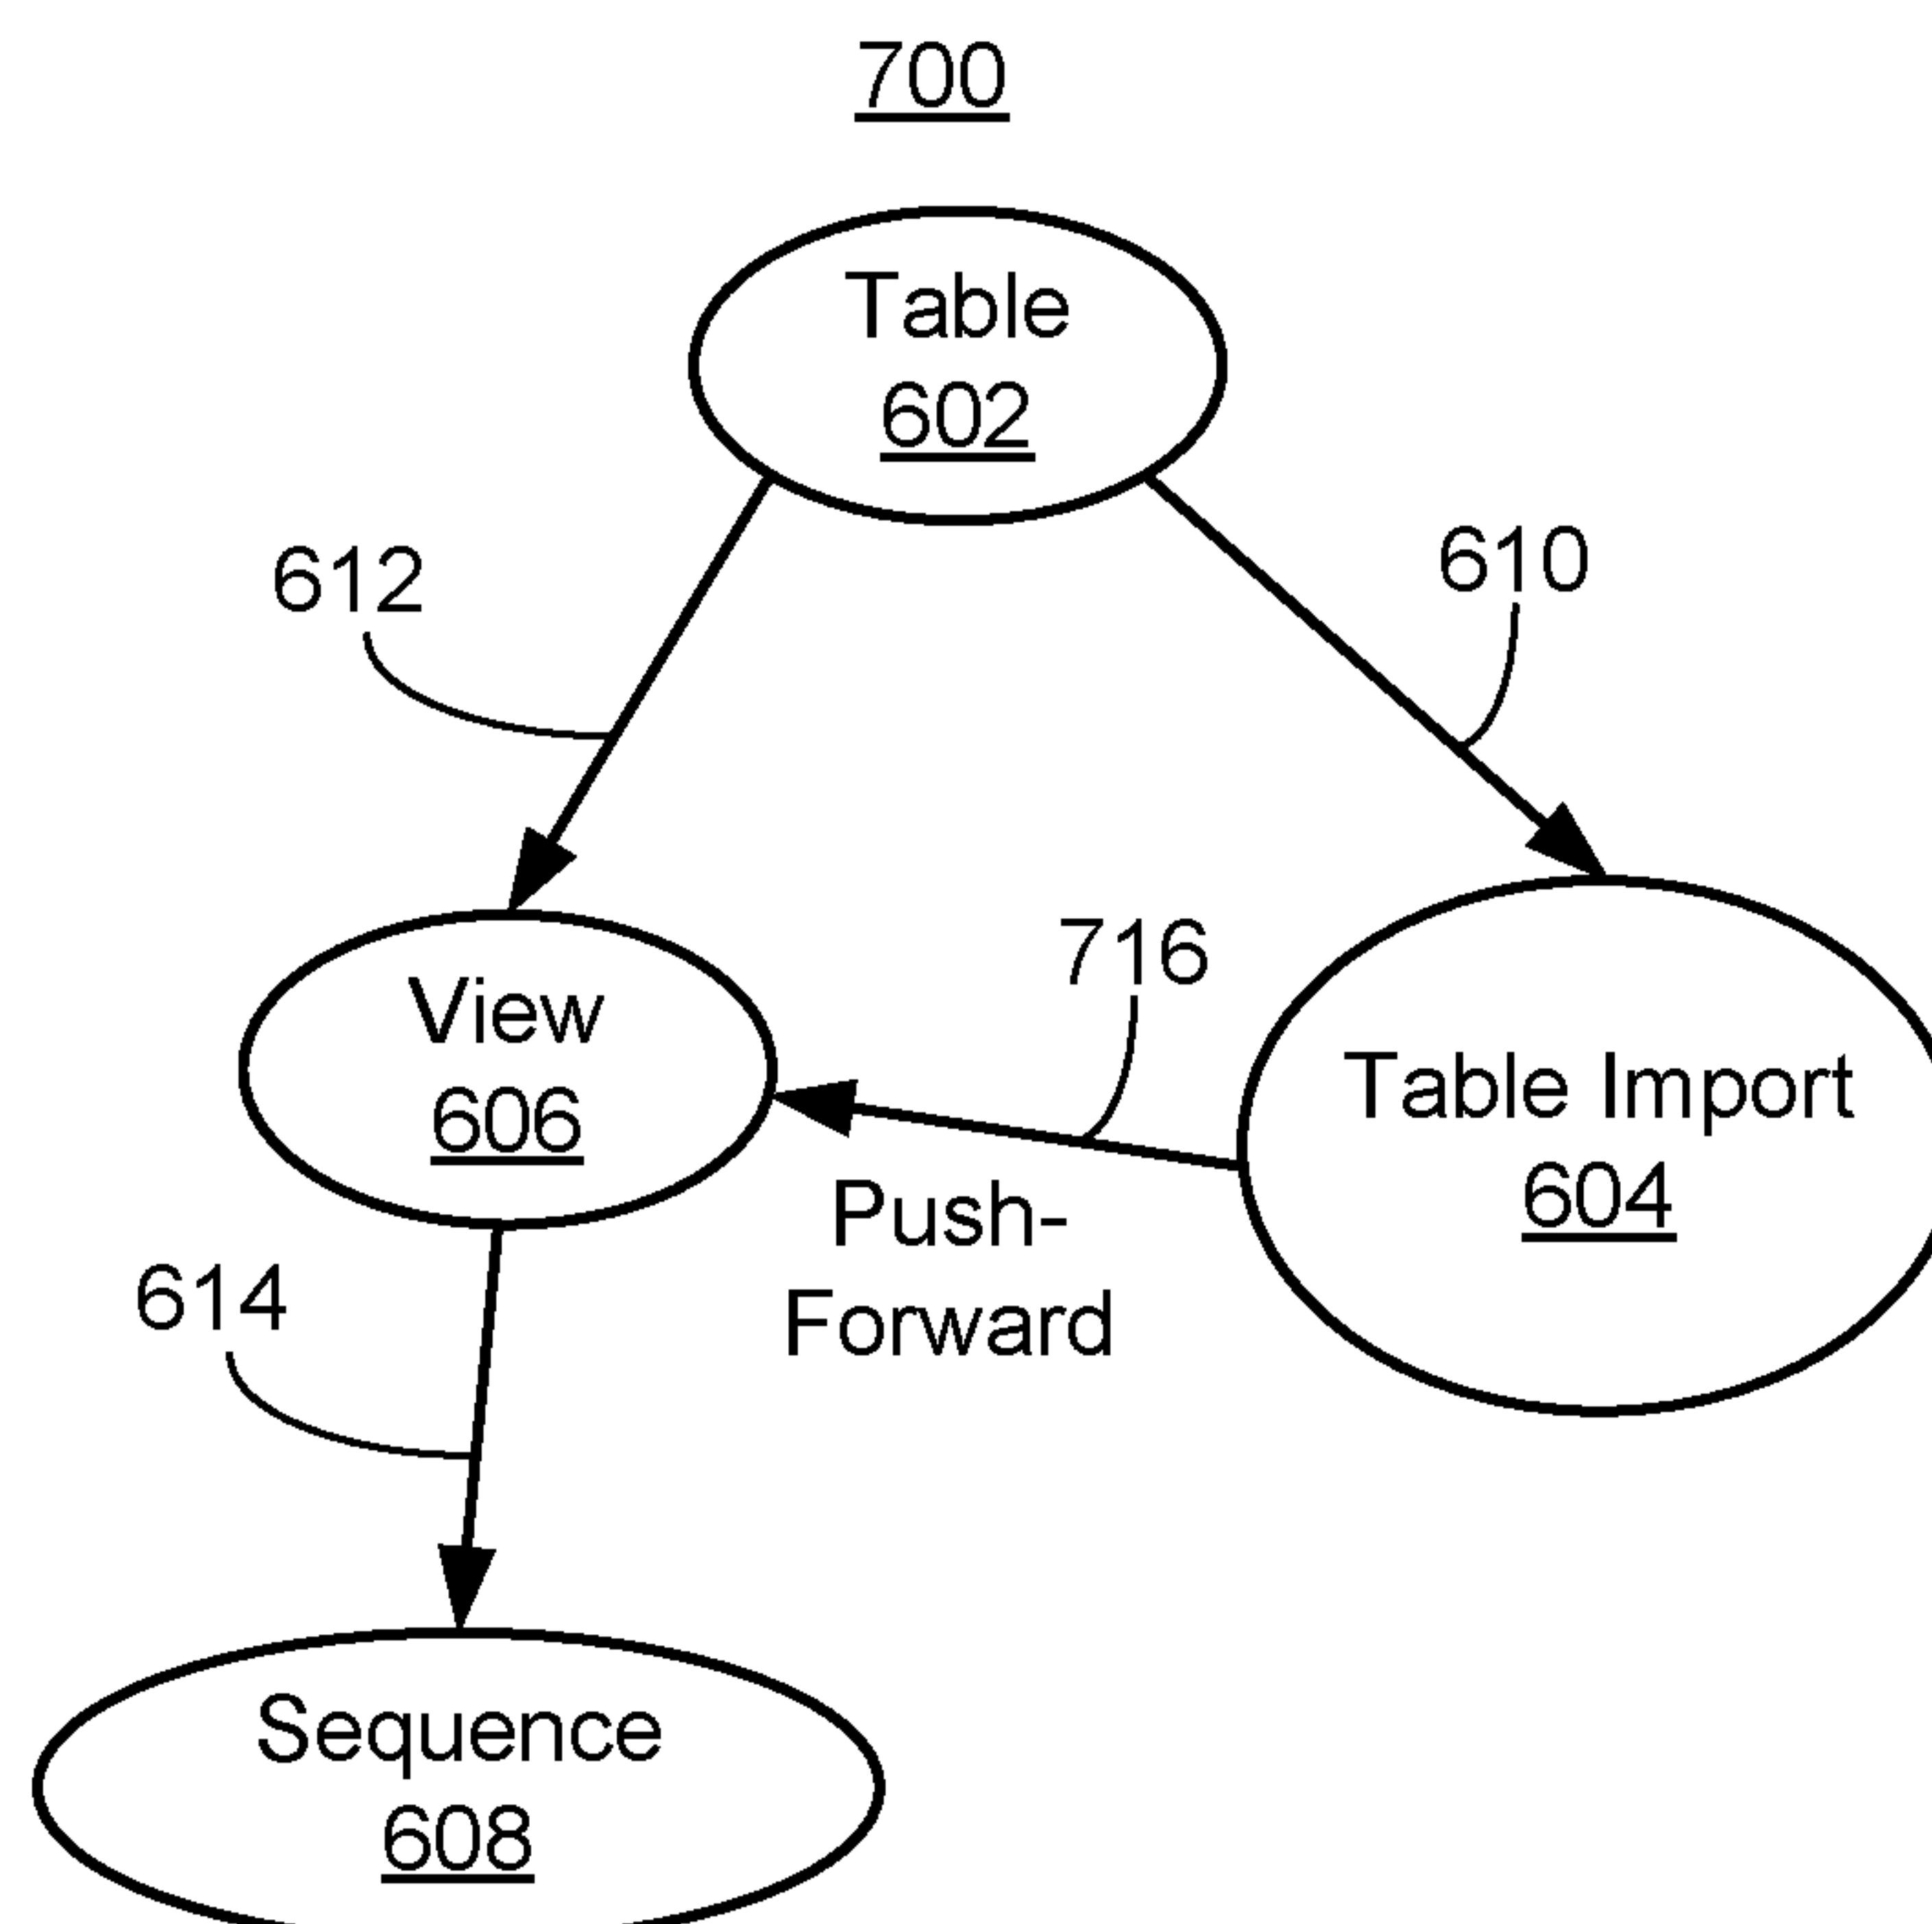 700
Table
602
612
610
View
606
716
Table Import
604
Push-
Forward
614
Sequence
608